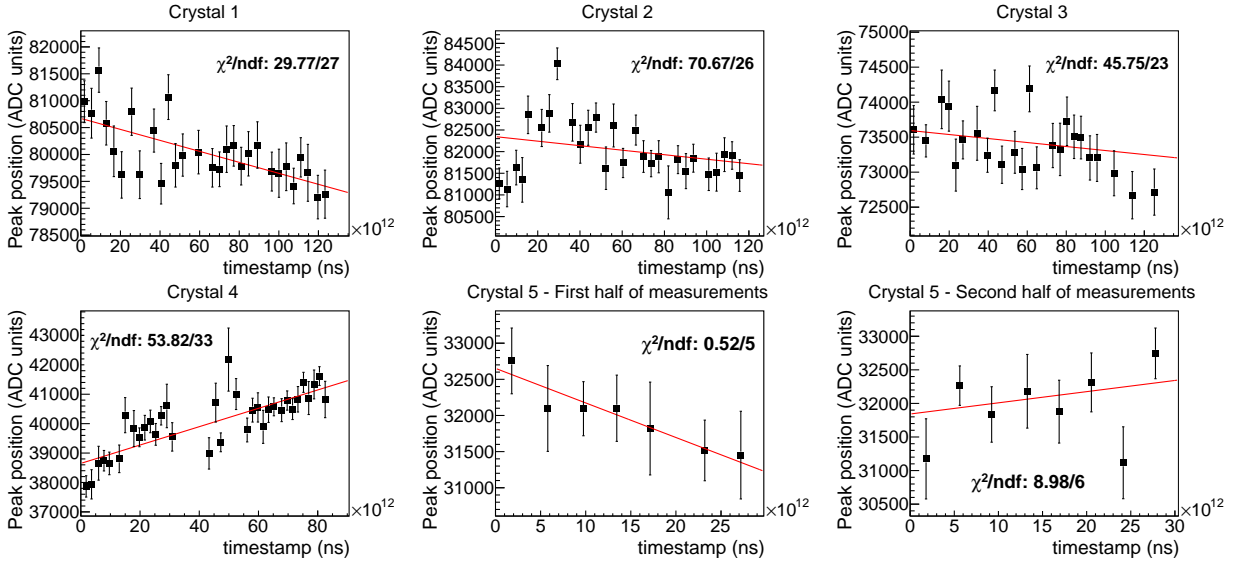 Crystal 1
Peak position (ADC units)
82000
81500
81000
80500
80000
79500
79000
78500
χ²/ndf: 29.77/27
0 20 40 60 80 100 120
×10¹²
timestamp (ns)
Crystal 2
Peak position (ADC units)
84500
84000
83500
83000
82500
82000
81500
81000
80500
χ²/ndf: 70.67/26
0 20 40 60 80 100 120
×10¹²
timestamp (ns)
Crystal 3
Peak position (ADC units)
75000
74500
74000
73500
73000
72500
χ²/ndf: 45.75/23
0 20 40 60 80 100 120
×10¹²
timestamp (ns)
Crystal 4
Peak position (ADC units)
43000
42000
41000
40000
39000
38000
37000
χ²/ndf: 53.82/33
0 20 40 60 80
×10¹²
timestamp (ns)
Crystal 5 - First half of measurements
Peak position (ADC units)
33000
32500
32000
31500
31000
χ²/ndf: 0.52/5
0 5 10 15 20 25
×10¹²
timestamp (ns)
Crystal 5 - Second half of measurements
Peak position (ADC units)
33000
32500
32000
31500
31000
30500
χ²/ndf: 8.98/6
0 5 10 15 20 25 30
×10¹²
timestamp (ns)